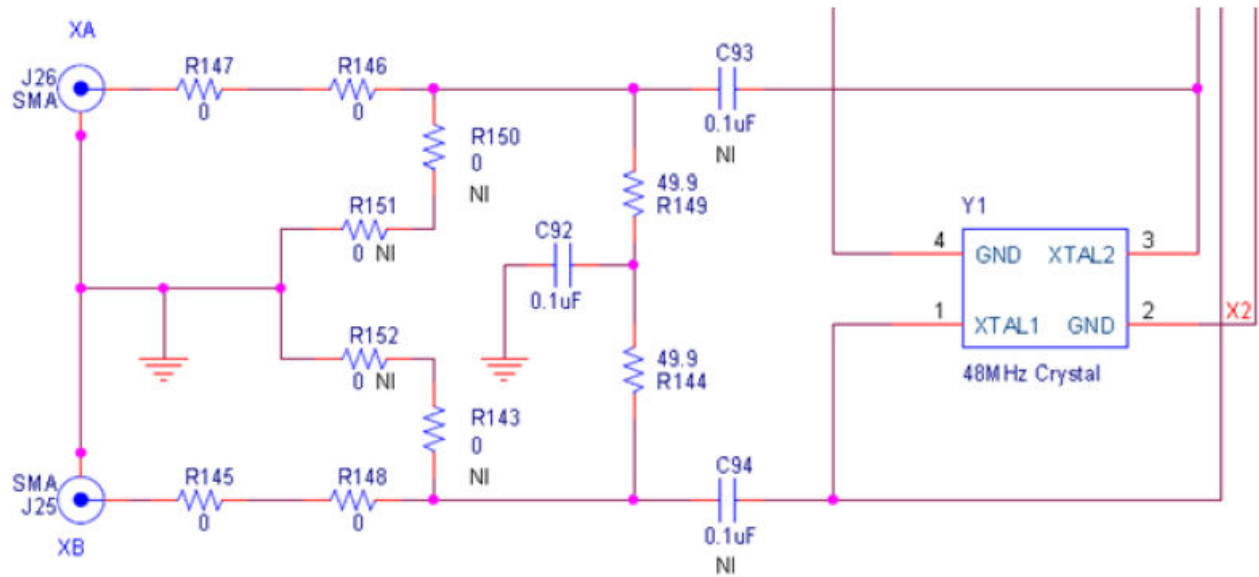 XA
J26
SMA
R147
0
R146
0
R150
0
NI
R151
0 NI
C93
0.1uF
NI
49.9
R149
C92
0.1uF
Y1
4 GND XTAL2 3
1 XTAL1 GND 2
X2
48MHz Crystal
R152
0 NI
49.9
R144
R143
0
NI
SMA
J25
XB
R145
0
R148
0
C94
0.1uF
NI